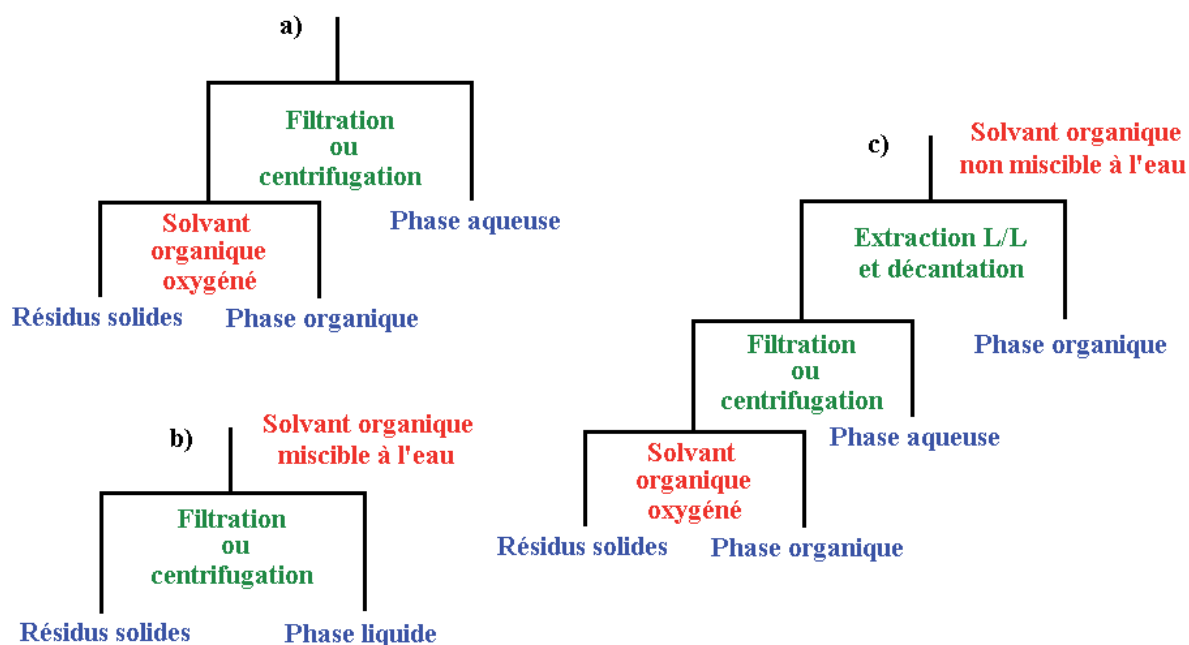 a)
Filtration
ou
centrifugation
Phase aqueuse
Solvant
organique
oxygéné
Résidus solides
Phase organique
b)
Solvant organique
miscible à l'eau
Filtration
ou
centrifugation
Résidus solides
Phase liquide
c)
Solvant organique
non miscible à l'eau
Extraction L/L
et décantation
Phase organique
Filtration
ou
centrifugation
Phase aqueuse
Solvant
organique
oxygéné
Résidus solides
Phase organique